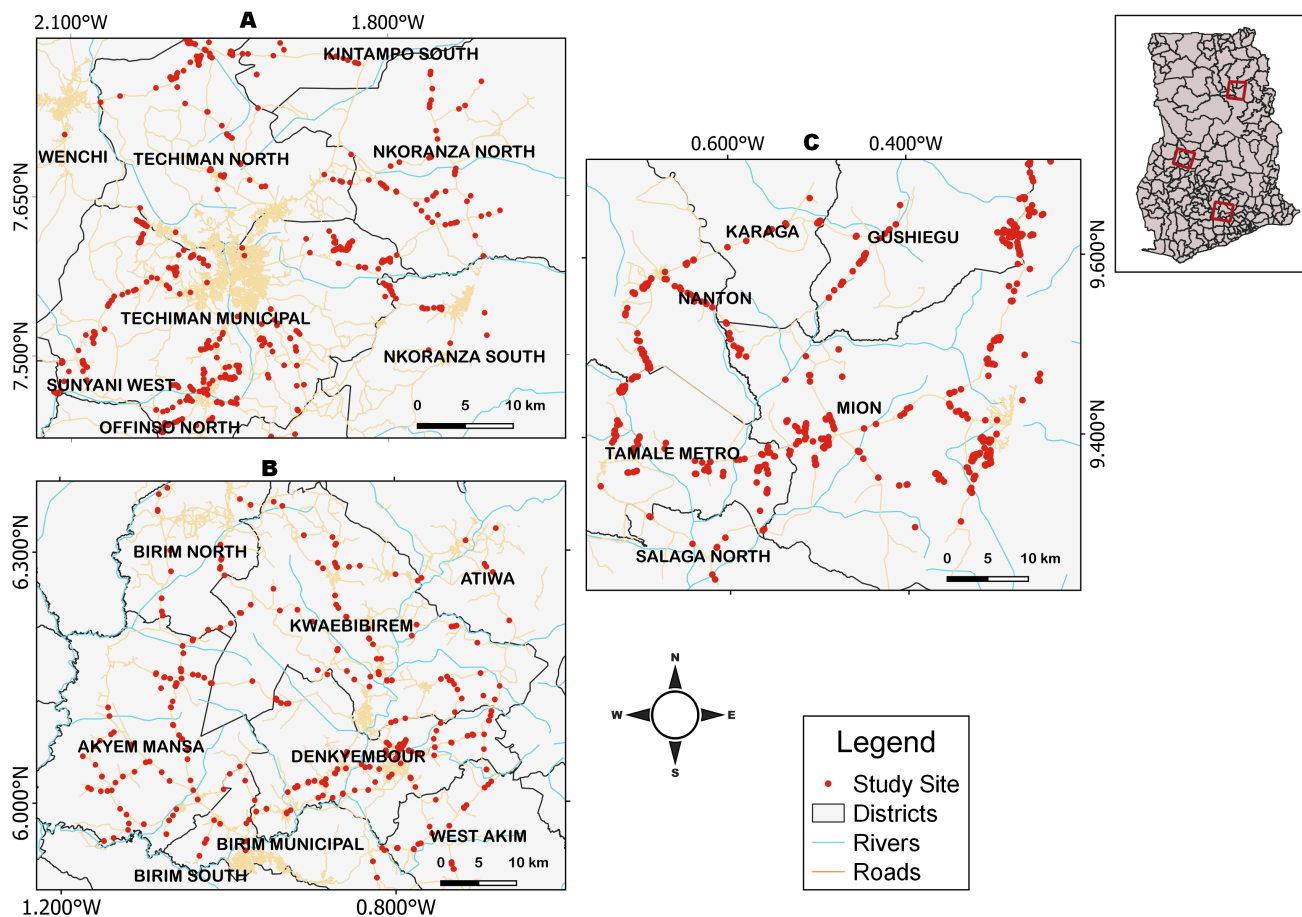 A
2.100°W
1.800°W
KINTAMPO SOUTH
WENCHI
TECHIMAN NORTH
NKORANZA NORTH
7.650°N
TECHIMAN MUNICIPAL
7.500°N
NKORANZA SOUTH
SUNYANI WEST
0 5 10 km
OFFINSO NORTH
B
BIRIM NORTH
6.300°N
ATIWA
KWAEBIBIREM
AKYEM MANSA
DENKYEMBOUR
6.000°N
WEST AKIM
BIRIM MUNICIPAL
0 5 10 km
BIRIM SOUTH
1.200°W
0.800°W
C
0.600°W
0.400°W
KARAGA
GUSHIEGU
9.600°N
NANTON
MION
9.400°N
TAMALE METRO
SALAGA NORTH
0 5 10 km
N
W
E
S
Legend
Study Site
Districts
Rivers
Roads